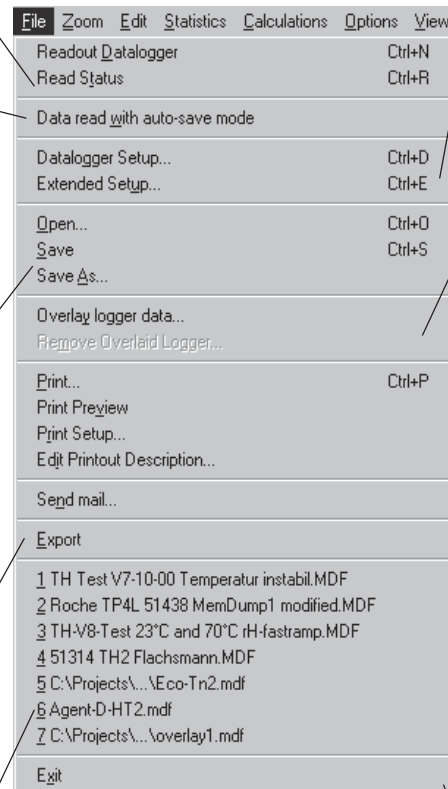 File Zoom Edit Statistics Calculations Options View
Readout Datalogger Ctrl+N
Read Status Ctrl+R
Data read with auto-save mode
Datalogger Setup... Ctrl+D
Extended Setup... Ctrl+E
Open... Ctrl+O
Save Ctrl+S
Save As...
Overlay logger data...
Remove Overlaid Logger...
Print... Ctrl+P
Print Preview
Print Setup...
Edit Printout Description...
Send mail...
Export
1 TH Test V7-10-00 Temperatur instabil.MDF
2 Roche TP4L 51438 MemDump1 modified.MDF
3 TH-V8-Test 23°C and 70°C rH-fastramp.MDF
4 51314 TH2 Flachsmann.MDF
5 C:\Projects\...\Eco-Tn2.mdf
6 Agent-D-HT2.mdf
7 C:\Projects\...\overlay1.mdf
Exit